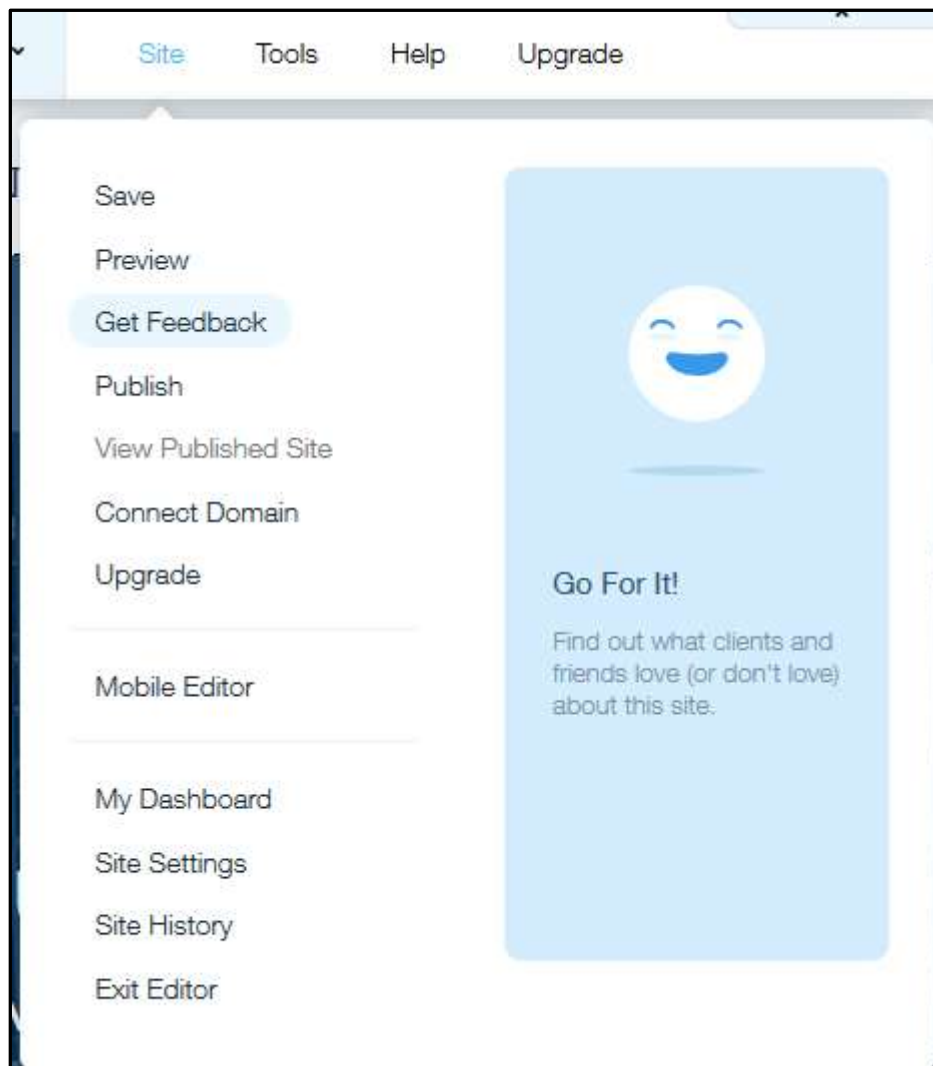 Site Tools Help Upgrade
Save
Preview
Get Feedback
Publish
View Published Site
Connect Domain
Upgrade
Mobile Editor
My Dashboard
Site Settings
Site History
Exit Editor
Go For It!
Find out what clients and
friends love (or don't love)
about this site.